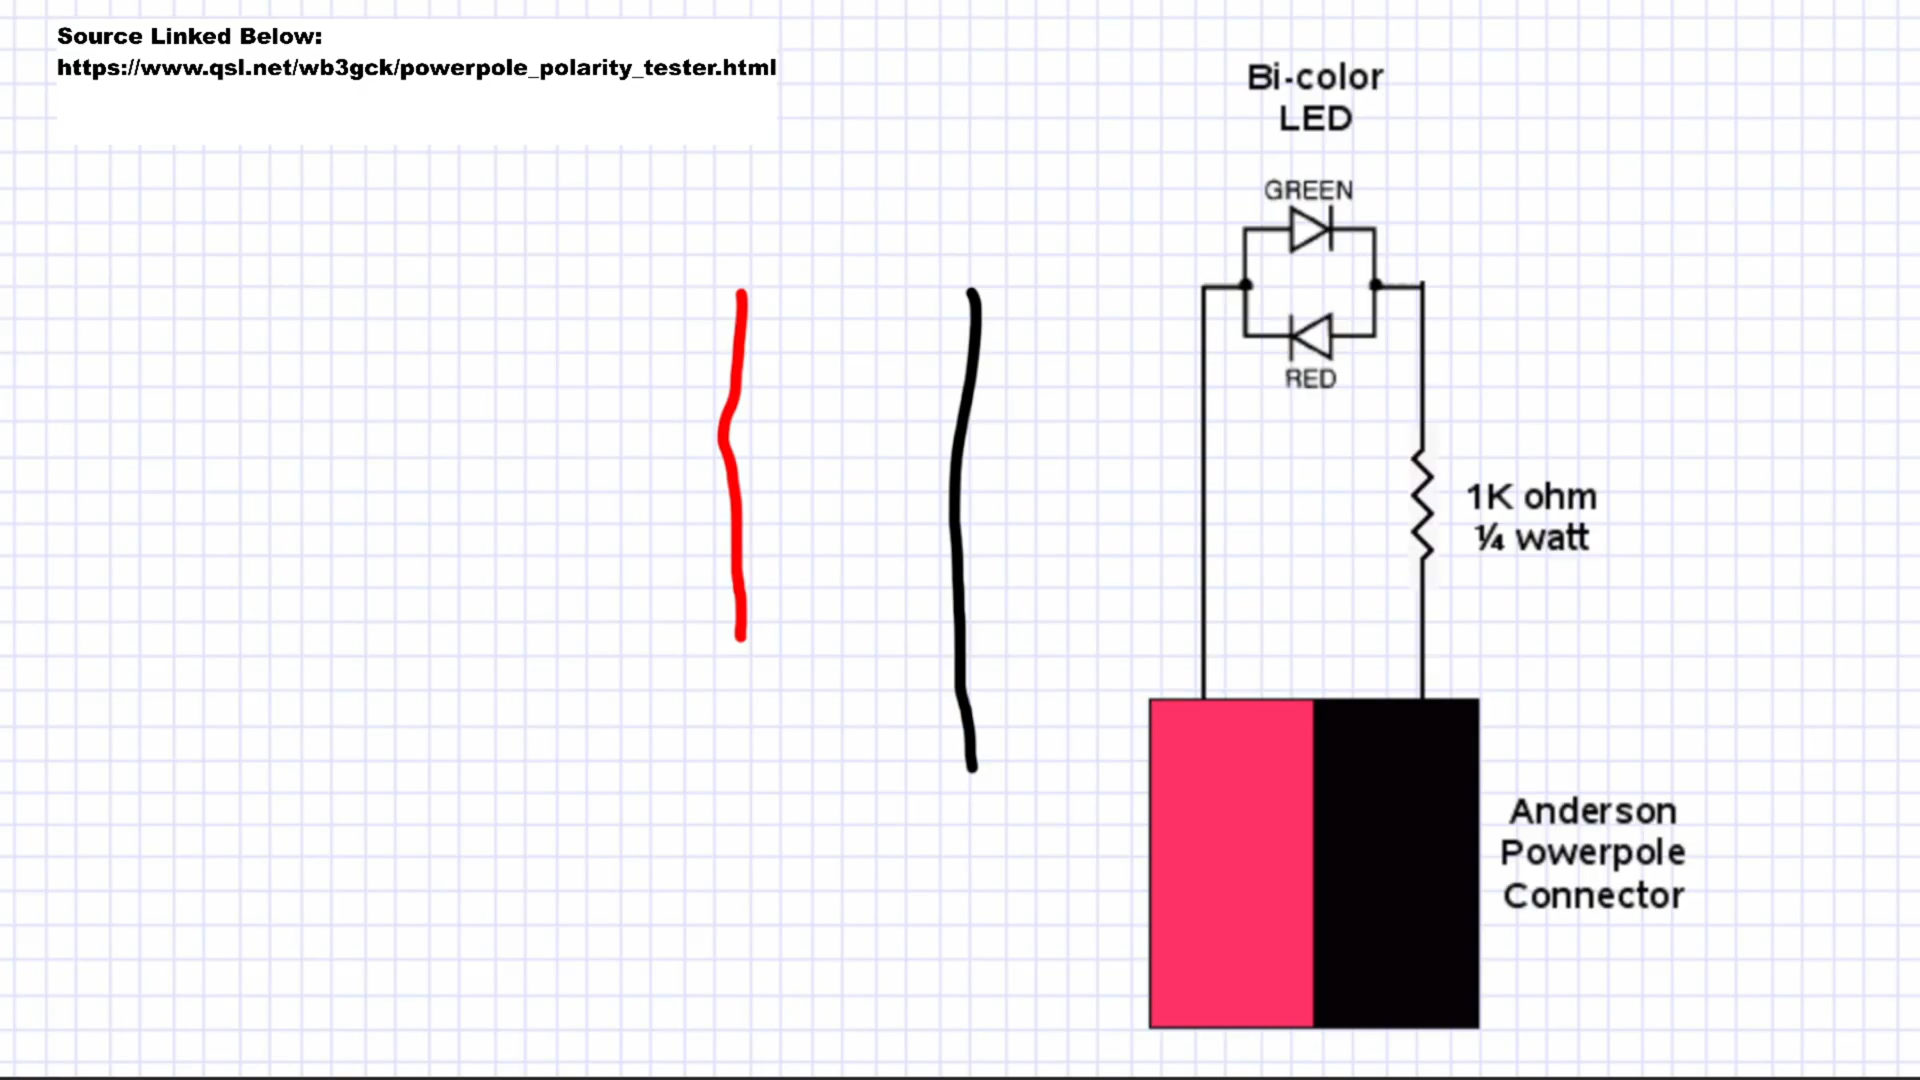 Source Linked Below:
https://www.qsl.net/wb3gck/powerpole_polarity_tester.html
Bi-color
LED
GREEN
RED
1K ohm
¼ watt
Anderson
Powerpole
Connector